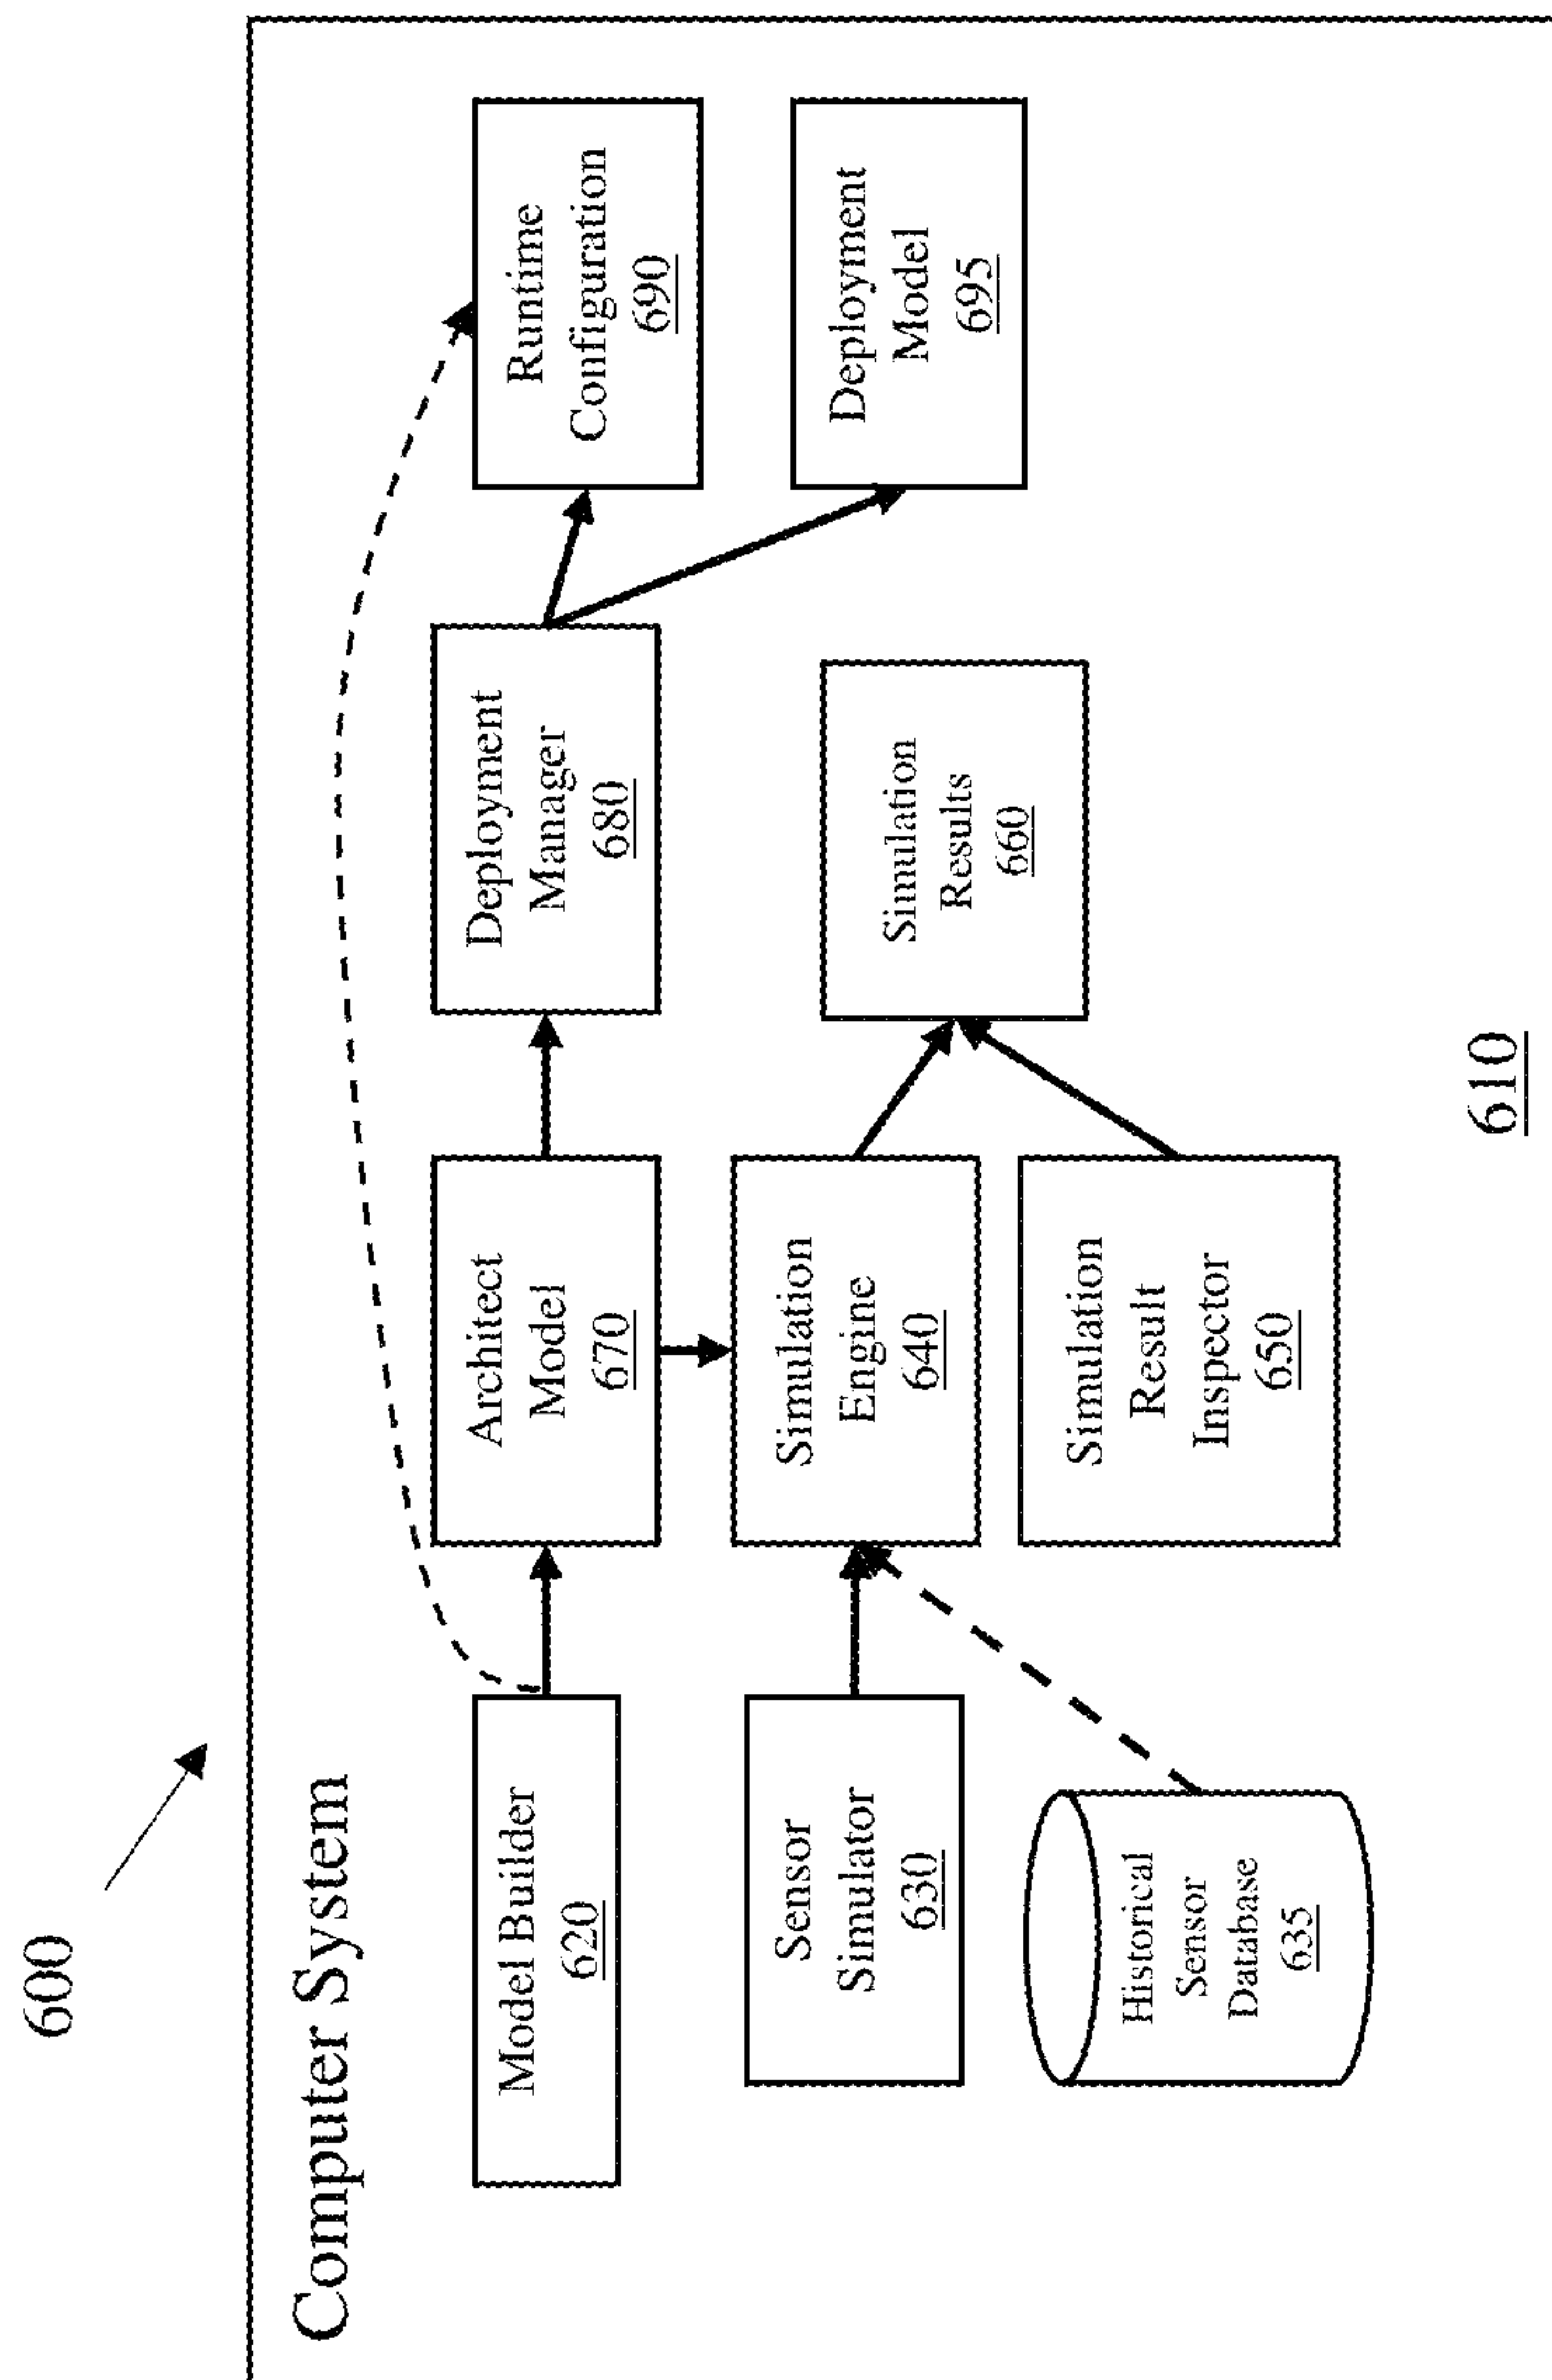 600
Computer System
Model Builder
620
Architect
Model
670
Deployment
Manager
680
Runtime
Configuration
690
Sensor
Simulator
630
Simulation
Engine
640
Simulation
Results
660
Deployment
Model
695
Historical
Sensor
Database
635
Simulation
Result
Inspector
650
610